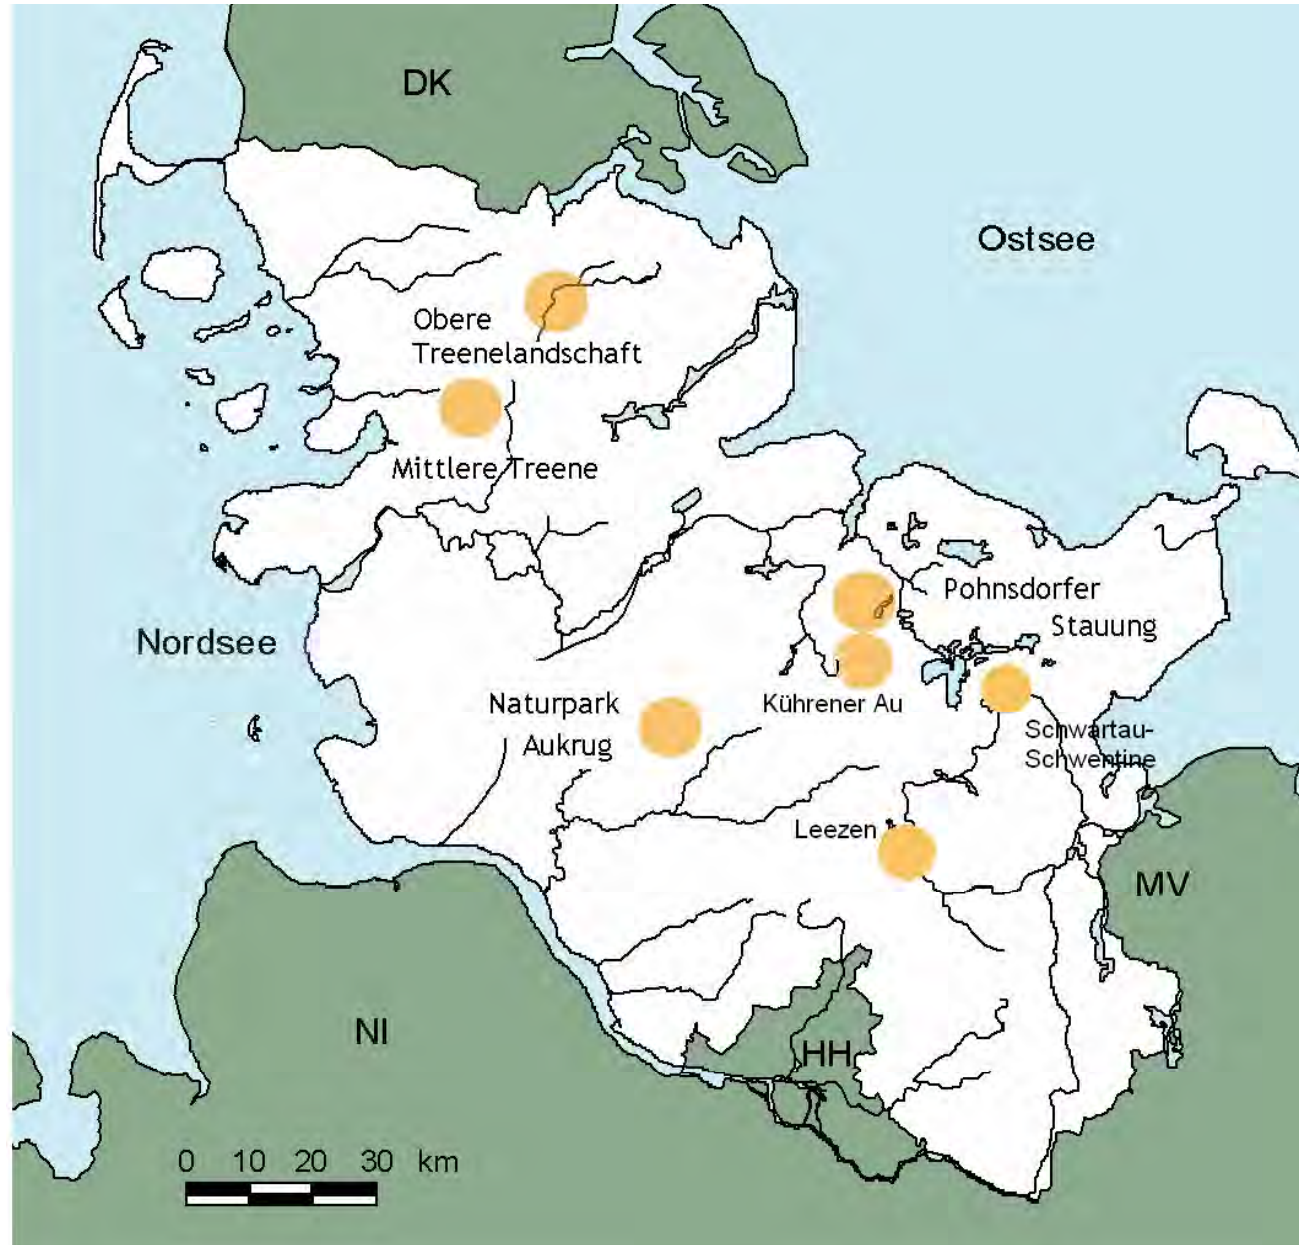 DK
Ostsee
Obere
Treenelandschaft
Mittlere Treene
Pohnsdorfer
Stauung
Nordsee
Naturpark
Aukrug
Kührener Au
Schwartau-
Schwentine
Leezen
MV
NI
HH
0 10 20 30 km